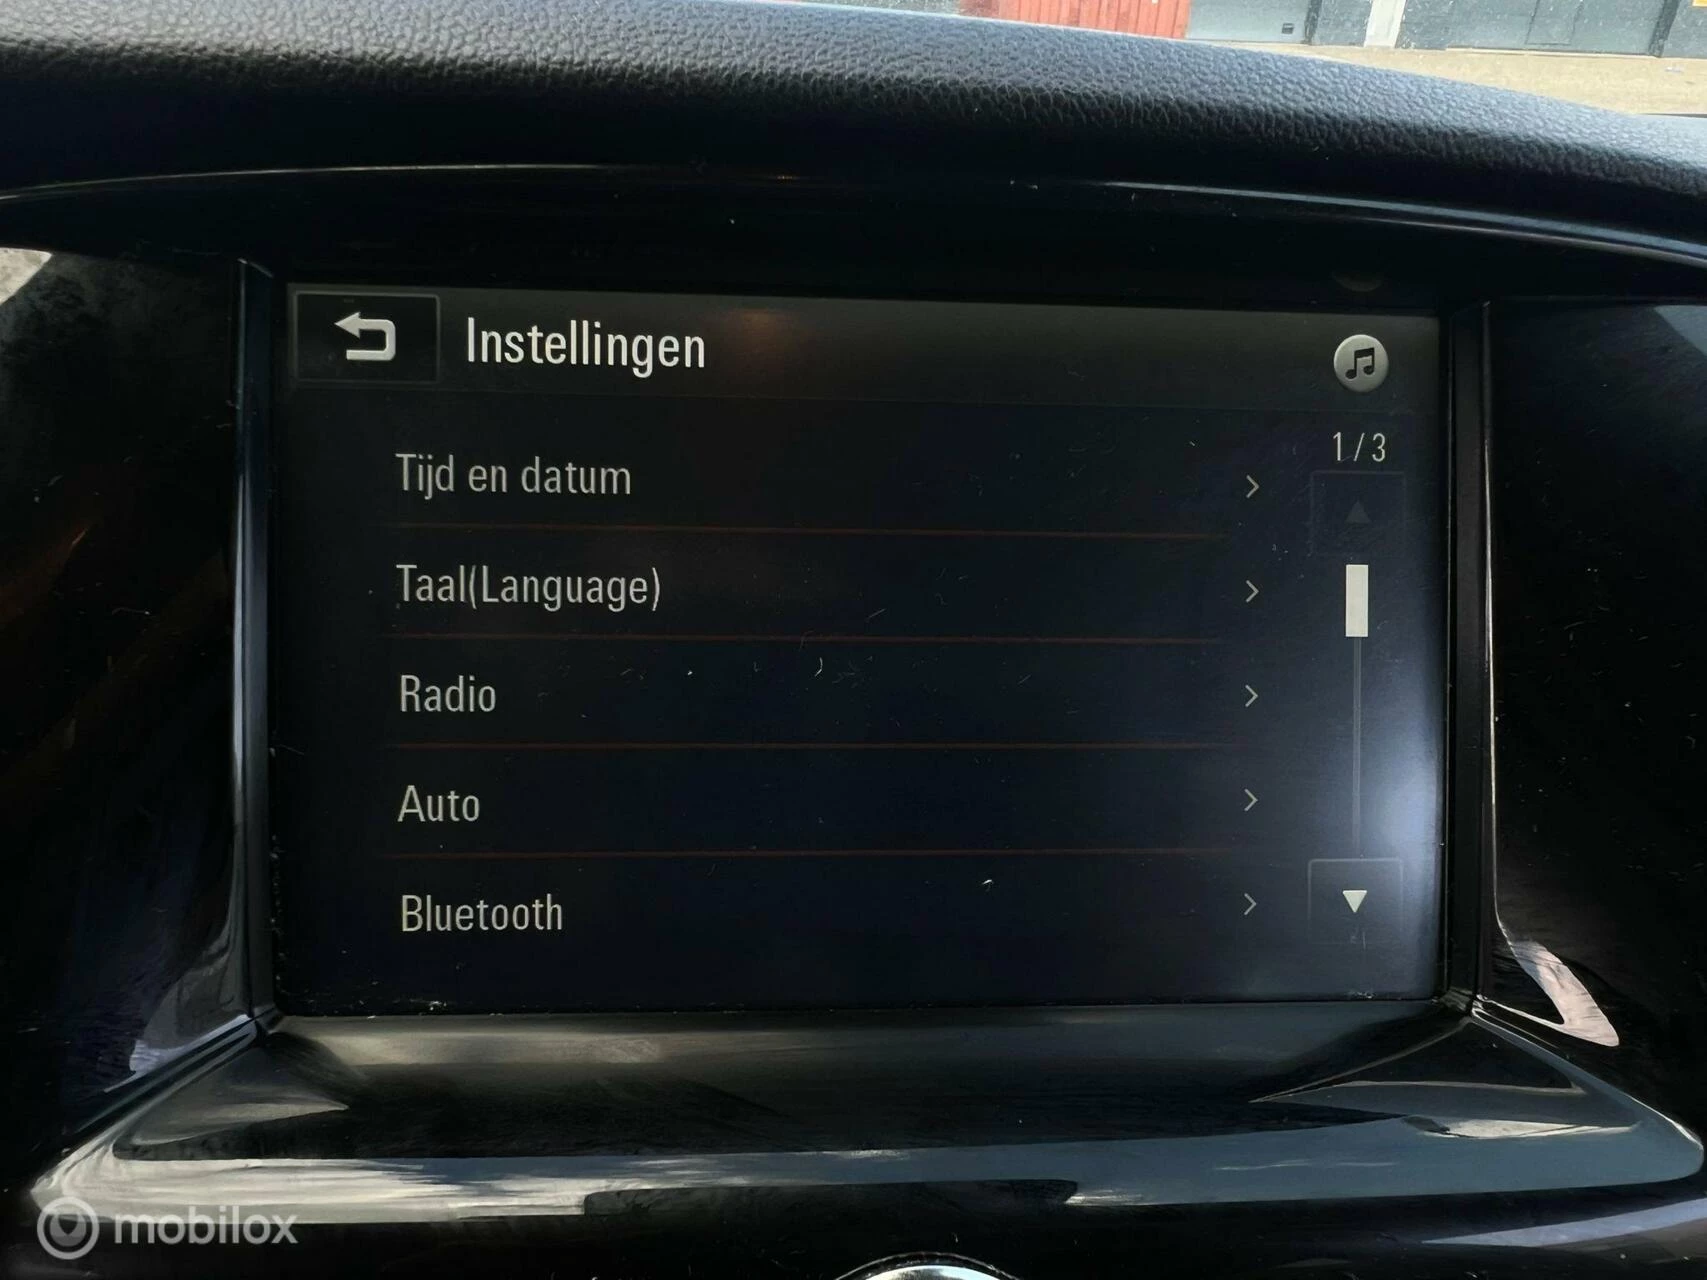 Instellingen
1 / 3
Tijd en datum
Taal(Language)
Radio
Auto
Bluetooth
mobilox